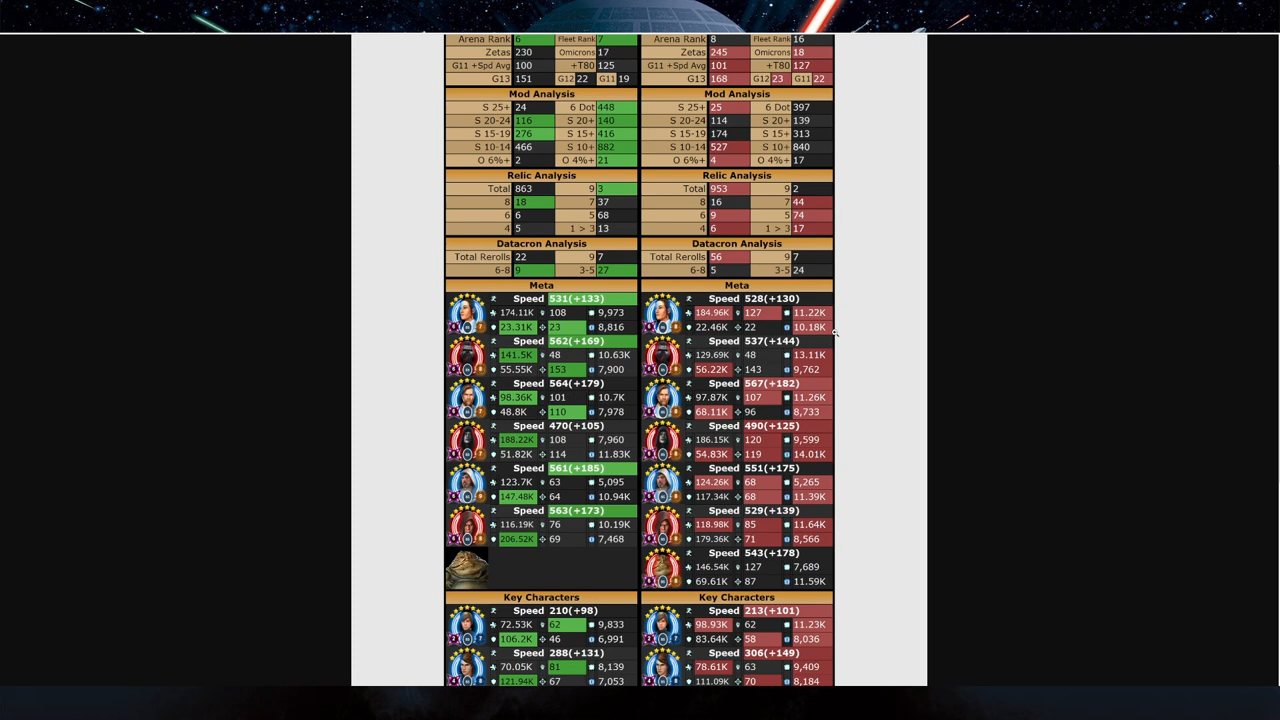 Arena Rank 6 Fleet Rank 7 Arena Rank 8 Fleet Rank 16
Zetas 230 Omicrons 17 Zetas 245 Omicrons 18
G11 +Spd Avg 100 +T80 125 G11 +Spd Avg 101 +T80 127
G13 151 G12 22 G11 19 G13 168 G12 23 G11 22
Mod Analysis Mod Analysis
S 25+ 24 6 Dot 448 S 25+ 25 6 Dot 397
S 20-24 116 S 20+ 140 S 20-24 114 S 20+ 139
S 15-19 276 S 15+ 416 S 15-19 174 S 15+ 313
S 10-14 466 S 10+ 882 S 10-14 527 S 10+ 840
O 6%+ 2 O 4%+ 21 O 6%+ 4 O 4%+ 17
Relic Analysis Relic Analysis
Total 863 9 3 Total 953 9 2
8 18 7 37 8 16 7 44
6 6 5 68 6 9 5 74
4 5 1 > 3 13 4 6 1 > 3 17
Datacron Analysis Datacron Analysis
Total Rerolls 22 9 7 Total Rerolls 56 9 7
6-8 9 3-5 27 6-8 5 3-5 24
Meta Meta
Speed 531(+133) Speed 528(+130)
174.11K 108 9,973 184.96K 127 11.22K
23.31K 23 8,816 22.46K 22 10.18K
Speed 562(+169) Speed 537(+144)
141.5K 48 10.63K 129.69K 48 13.11K
55.55K 153 7,900 56.22K 143 9,762
Speed 564(+179) Speed 567(+182)
98.36K 101 10.7K 97.87K 107 11.26K
48.8K 110 7,978 68.11K 96 8,733
Speed 470(+105) Speed 490(+125)
188.22K 108 7,960 186.15K 120 9,599
51.82K 114 11.83K 54.83K 119 14.01K
Speed 561(+185) Speed 551(+175)
123.7K 63 5,095 124.26K 68 5,265
147.48K 64 10.94K 117.34K 68 11.39K
Speed 563(+173) Speed 529(+139)
116.19K 76 10.19K 118.98K 85 11.64K
206.52K 69 7,468 179.36K 71 8,566
Speed 543(+178)
146.54K 127 7,689
69.61K 87 11.59K
Key Characters Key Characters
Speed 210(+98) Speed 213(+101)
72.53K 62 9,833 98.93K 62 11.23K
106.2K 46 6,991 83.64K 58 8,036
Speed 288(+131) Speed 306(+149)
70.05K 81 8,139 78.61K 63 9,409
121.94K 67 7,053 111.09K 70 8,184